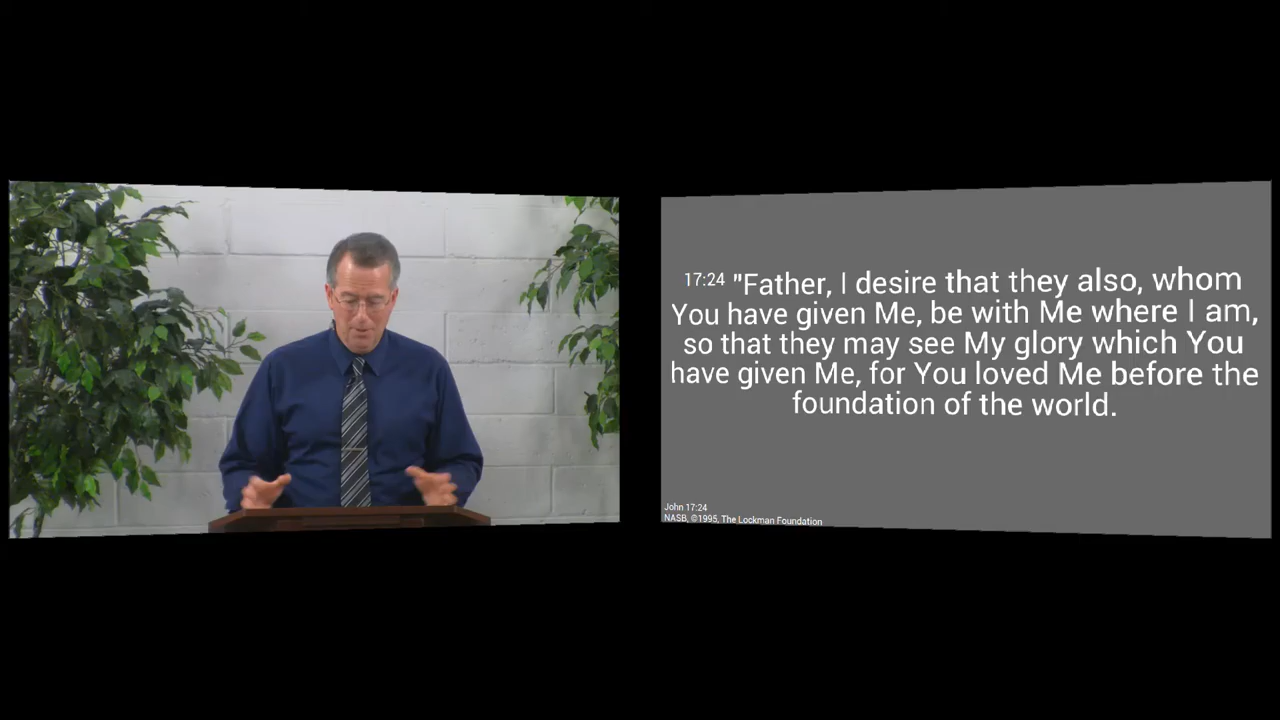 17:24 "Father, I desire that they also, whom
You have given Me, be with Me where I am,
so that they may see My glory which You
have given Me, for You loved Me before the
foundation of the world.
John 17:24
NASB, ©1995, The Lockman Foundation